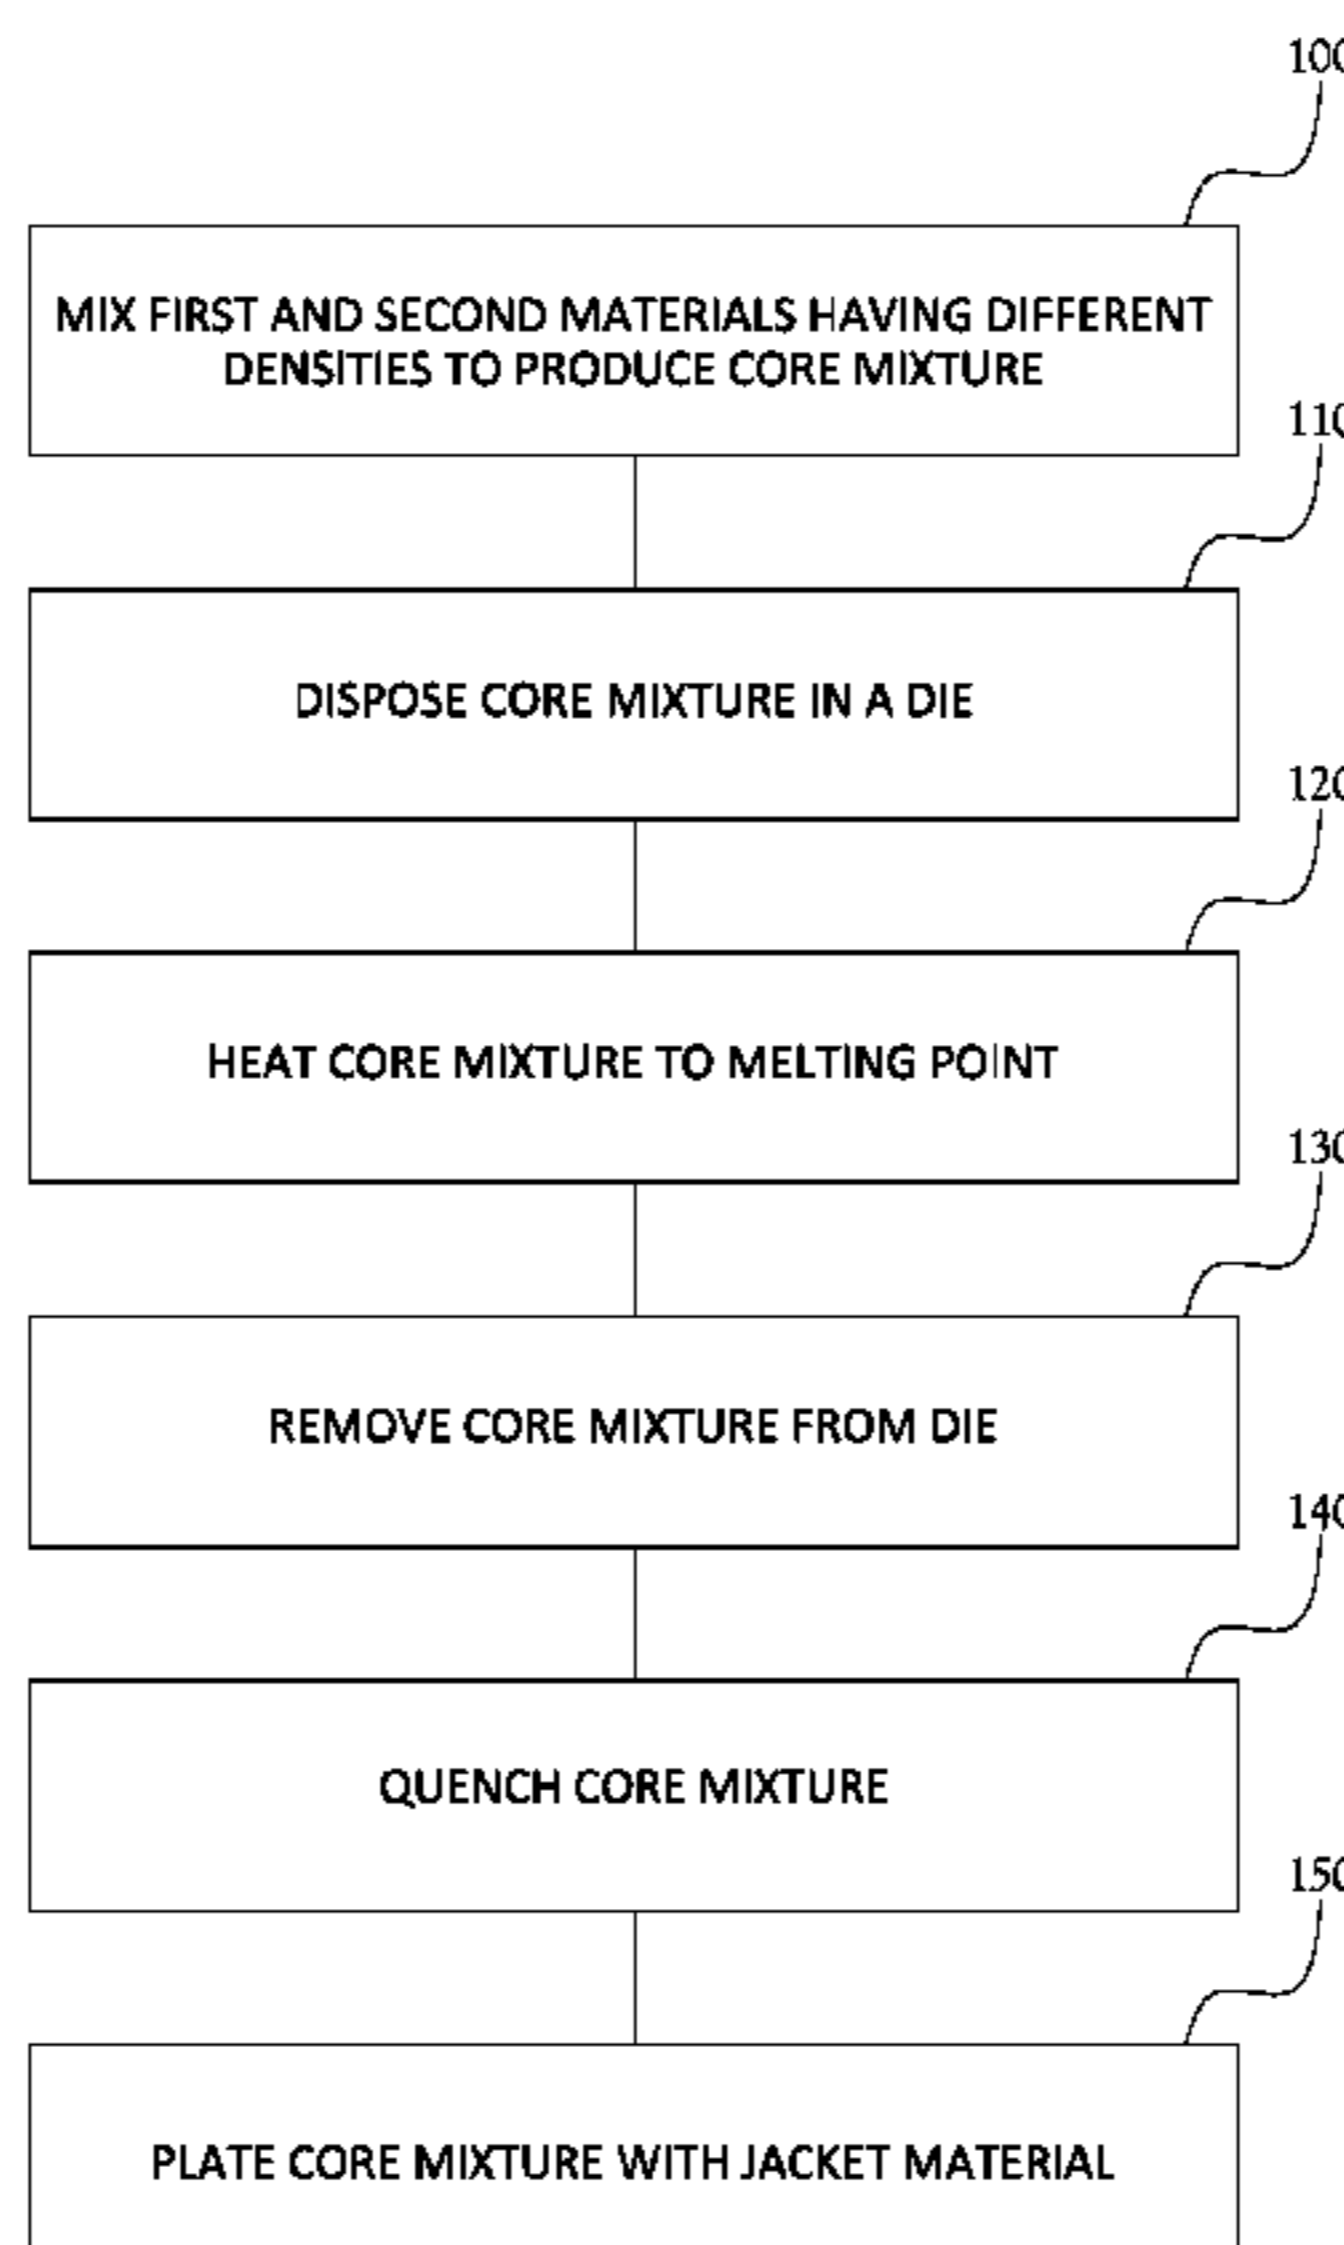 100
MIX FIRST AND SECOND MATERIALS HAVING DIFFERENT
DENSITIES TO PRODUCE CORE MIXTURE
110
DISPOSE CORE MIXTURE IN A DIE
120
HEAT CORE MIXTURE TO MELTING POINT
130
REMOVE CORE MIXTURE FROM DIE
140
QUENCH CORE MIXTURE
150
PLATE CORE MIXTURE WITH JACKET MATERIAL